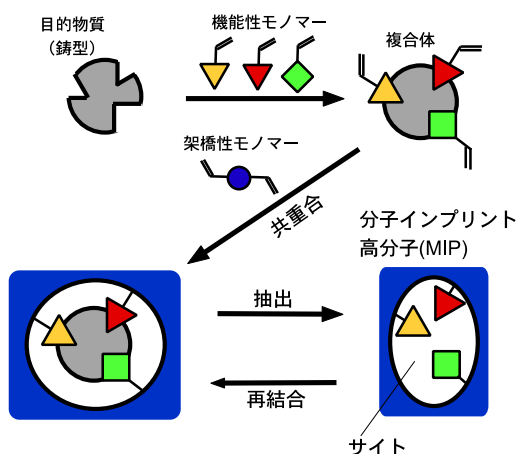 目的物質
（鋳型）
機能性モノマー
複合体
架橋性モノマー
共重合
分子インプリント
高分子(MIP)
抽出
再結合
サイト